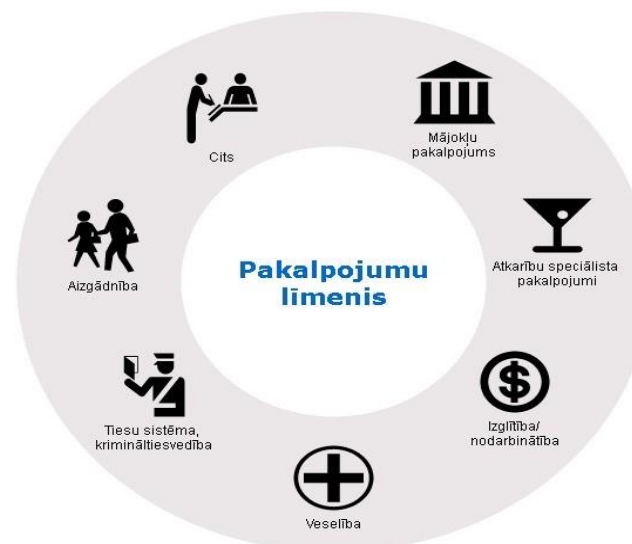 Pakalpojumu
līmenis
Cits
Mājokļu
pakalpojums
Atkarību speciālista
pakalpojumi
Izglītība/
nodarbinātība
Veselība
Tiesu sistēma,
krimināltiesvedība
Aizgādnība